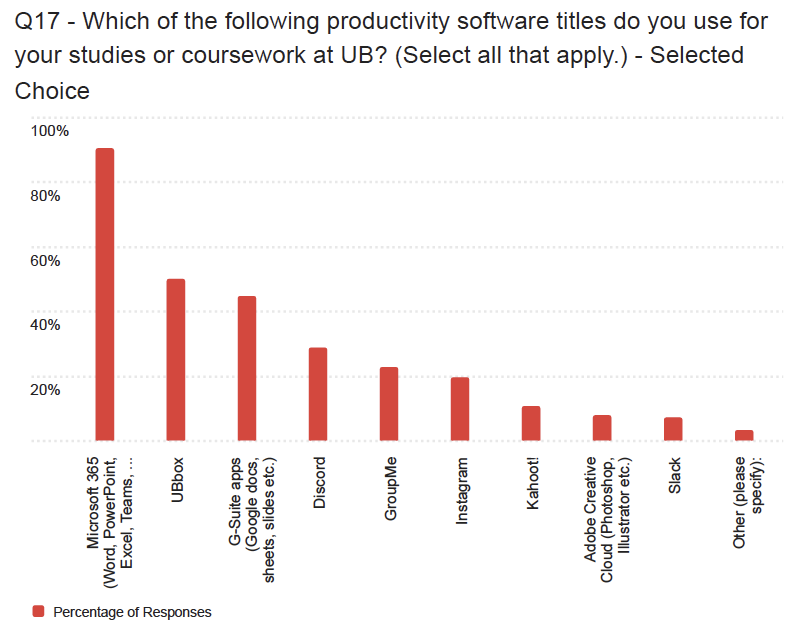 Q17 - Which of the following productivity software titles do you use for
your studies or coursework at UB? (Select all that apply.) - Selected
Choice
100%
80%
60%
40%
20%
Microsoft 365
(Word, PowerPoint,
Excel, Teams, ...
UBbox
G-Suite apps
(Google docs,
sheets, slides etc.)
Discord
GroupMe
Instagram
Kahoot!
Adobe Creative
Cloud (Photoshop,
Illustrator etc.)
Slack
Other (please
specify):
Percentage of Responses